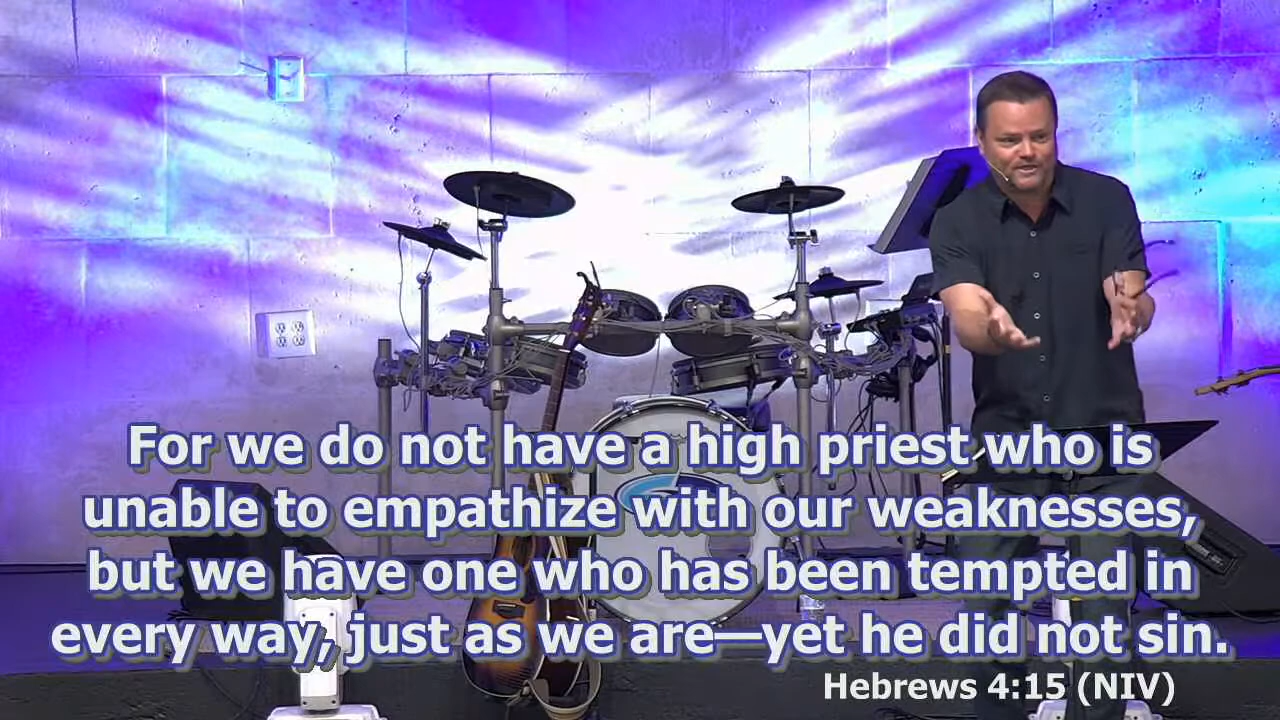 For we do not have a high priest who is
unable to empathize with our weaknesses,
but we have one who has been tempted in
every way, just as we are—yet he did not sin.
Hebrews 4:15 (NIV)